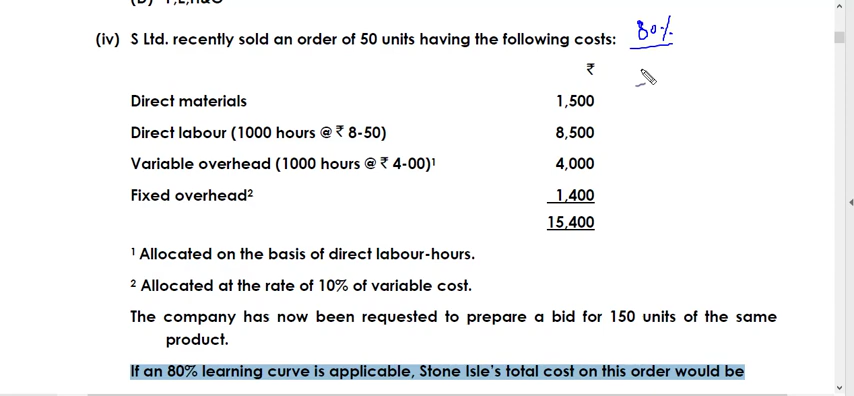 (iv) S Ltd. recently sold an order of 50 units having the following costs: 80%
₹
Direct materials 1,500
Direct labour (1000 hours @ ₹ 8-50) 8,500
Variable overhead (1000 hours @ ₹ 4-00)¹ 4,000
Fixed overhead² 1,400
15,400
¹ Allocated on the basis of direct labour-hours.
² Allocated at the rate of 10% of variable cost.
The company has now been requested to prepare a bid for 150 units of the same
product.
If an 80% learning curve is applicable, Stone Isle's total cost on this order would be